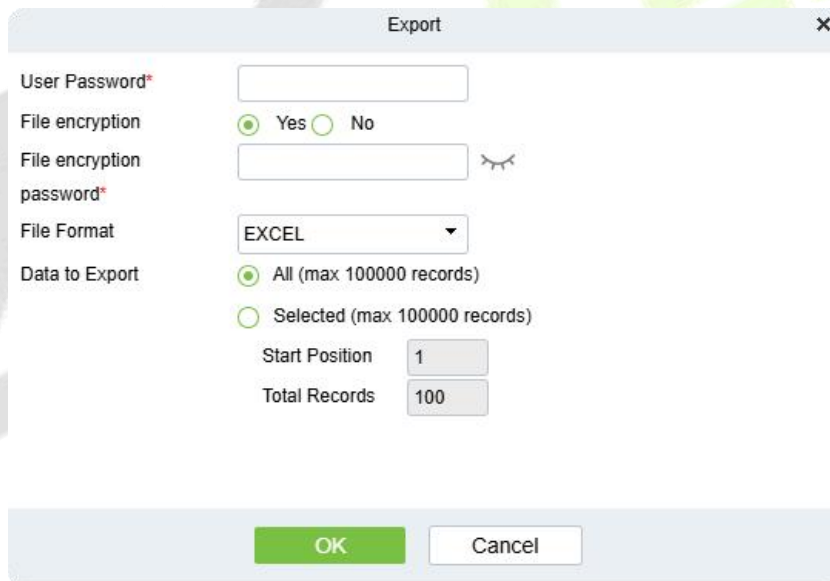 Export
User Password*
File encryption Yes No
File encryption
password*
File Format EXCEL
Data to Export All (max 100000 records)
Selected (max 100000 records)
Start Position 1
Total Records 100
OK Cancel